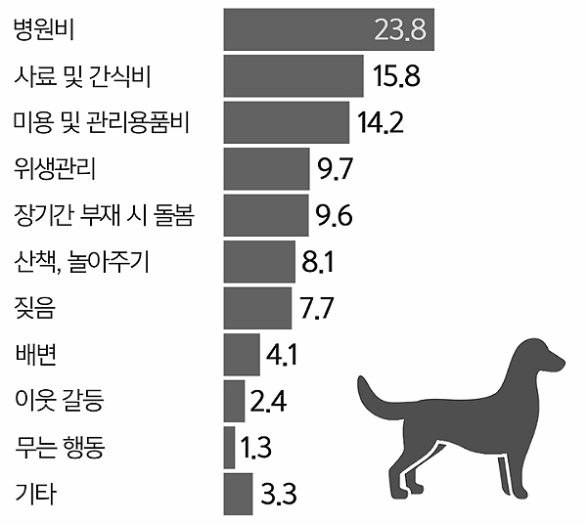 병원비 23.8
사료 및 간식비 15.8
미용 및 관리용품비 14.2
위생관리 9.7
장기간 부재 시 돌봄 9.6
산책, 놀아주기 8.1
짖음 7.7
배변 4.1
이웃 갈등 2.4
무는 행동 1.3
기타 3.3